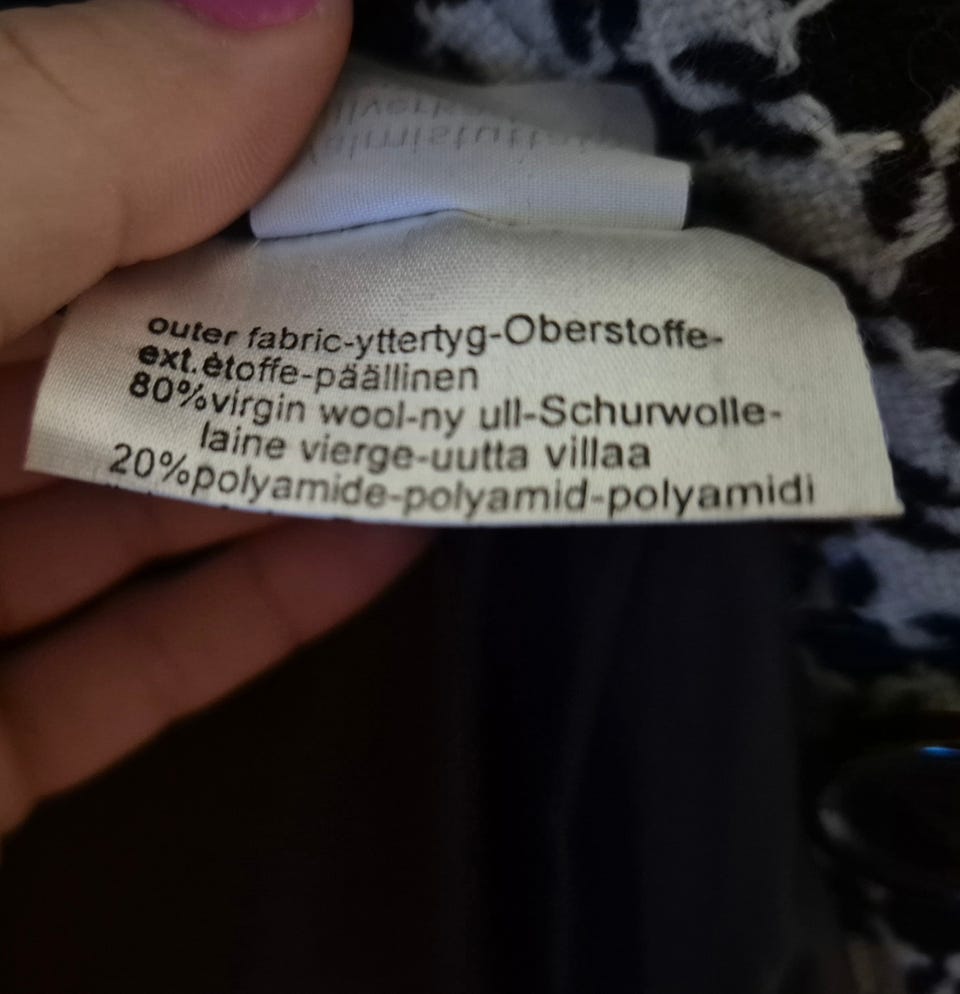 outer fabric-yttertyg-Oberstoffe-
ext.ètoffe-päällinen
80%virgin wool-ny ull-Schurwolle-
laine vierge-uutta villaa
20%polyamide-polyamid-polyamidi